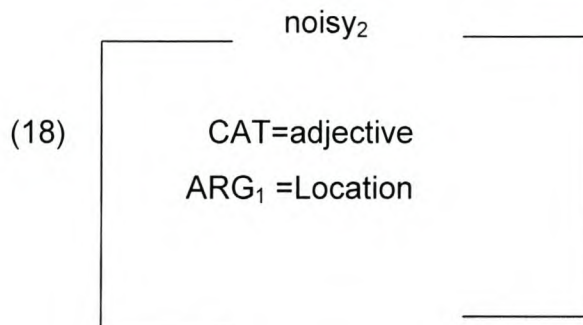 noisy₂
(18) CAT=adjective
ARG₁ =Location